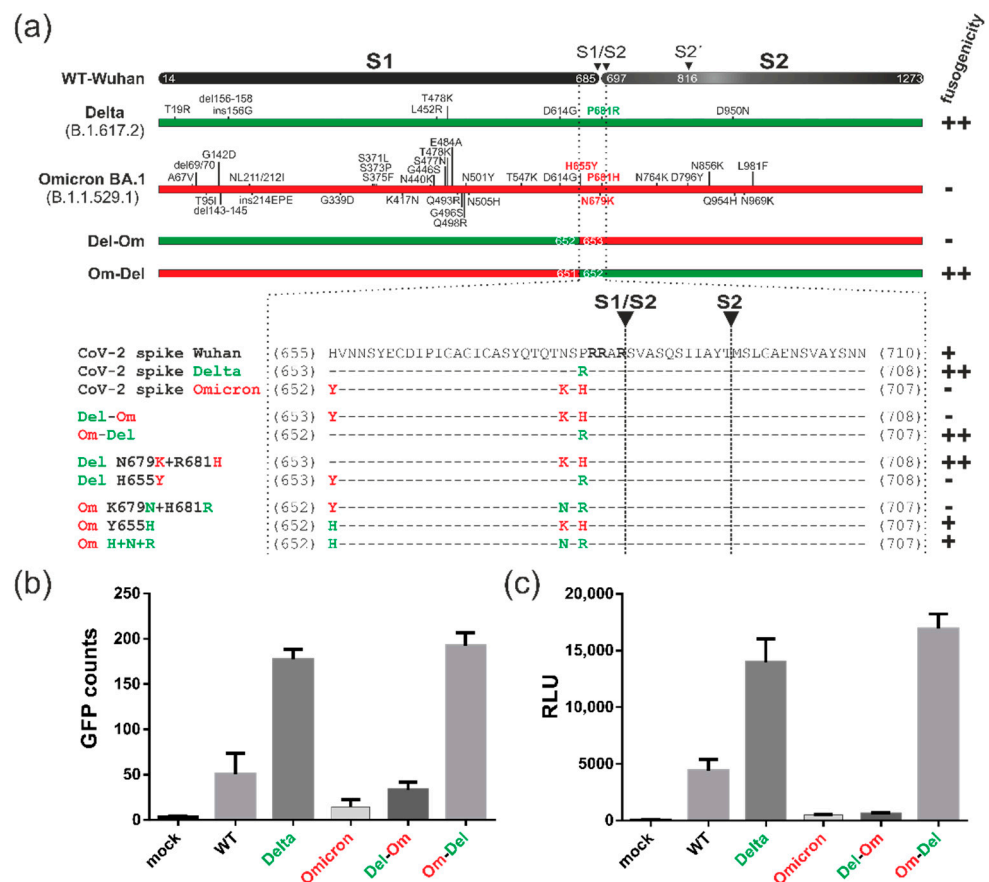 (a)
fusogenicity
S1 S1/S2 S2´ S2
WT-Wuhan 14 685 697 816 1273
del156-158 T478K
T19R ins156G L452R D614G P681R D950N
Delta ++
(B.1.617.2)
E484A
T478K
G142D S371L S477N H655Y N856K L981F
del69/70 S373P G446S
A67V NL211/212I S375F N440K N501Y T547K D614G P681H N764K D796Y
Omicron BA.1 -
(B.1.1.529.1)
T95I ins214EPE G339D K417N Q493R N505H N679K Q954H N969K
del143-145 G496S
Q498R
Del-Om 652 653 -
Om-Del 651 652 ++
S1/S2 S2
CoV-2 spike Wuhan (655) HVNNSYECDIPIGAGICASYQTQTNSPRRARSVASQSIIAYTMSLGAENSVAYSNN (710) +
CoV-2 spike Delta (653) --------------------------R----------------------------- (708) ++
CoV-2 spike Omicron (652) Y-----------------------K-H----------------------------- (707) -
Del-Om (653) Y-----------------------K-H----------------------------- (708) -
Om-Del (652) --------------------------R----------------------------- (707) ++
Del N679K+R681H (653) ------------------------K-H----------------------------- (708) ++
Del H655Y (653) Y-------------------------R----------------------------- (708) -
Om K679N+H681R (652) Y-----------------------N-R----------------------------- (707) -
Om Y655H (652) H-----------------------K-H----------------------------- (707) +
Om H+N+R (652) H-----------------------N-R----------------------------- (707) +
(b)
GFP counts
250
200
150
100
50
0
mock WT Delta Omicron Del-Om Om-Del
(c)
RLU
20,000
15,000
10,000
5000
0
mock WT Delta Omicron Del-Om Om-Del